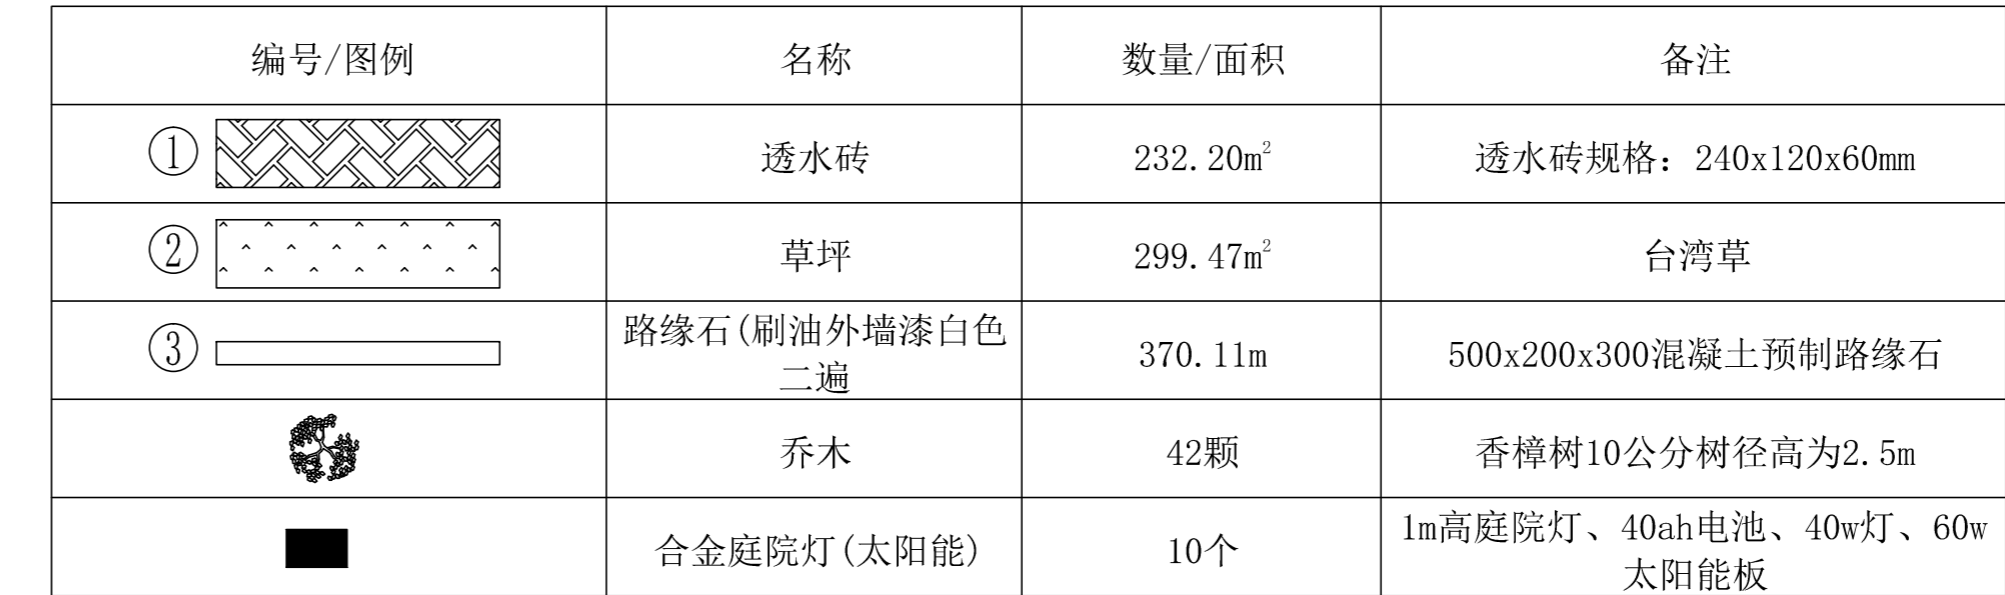 编号/图例 名称 数量/面积 备注
① 透水砖 232.20m² 透水砖规格：240x120x60mm
② 草坪 299.47m² 台湾草
③ 路缘石(刷油外墙漆白色
二遍 370.11m 500x200x300混凝土预制路缘石
乔木 42颗 香樟树10公分树径高为2.5m
合金庭院灯(太阳能) 10个 1m高庭院灯、40ah电池、40w灯、60w
太阳能板